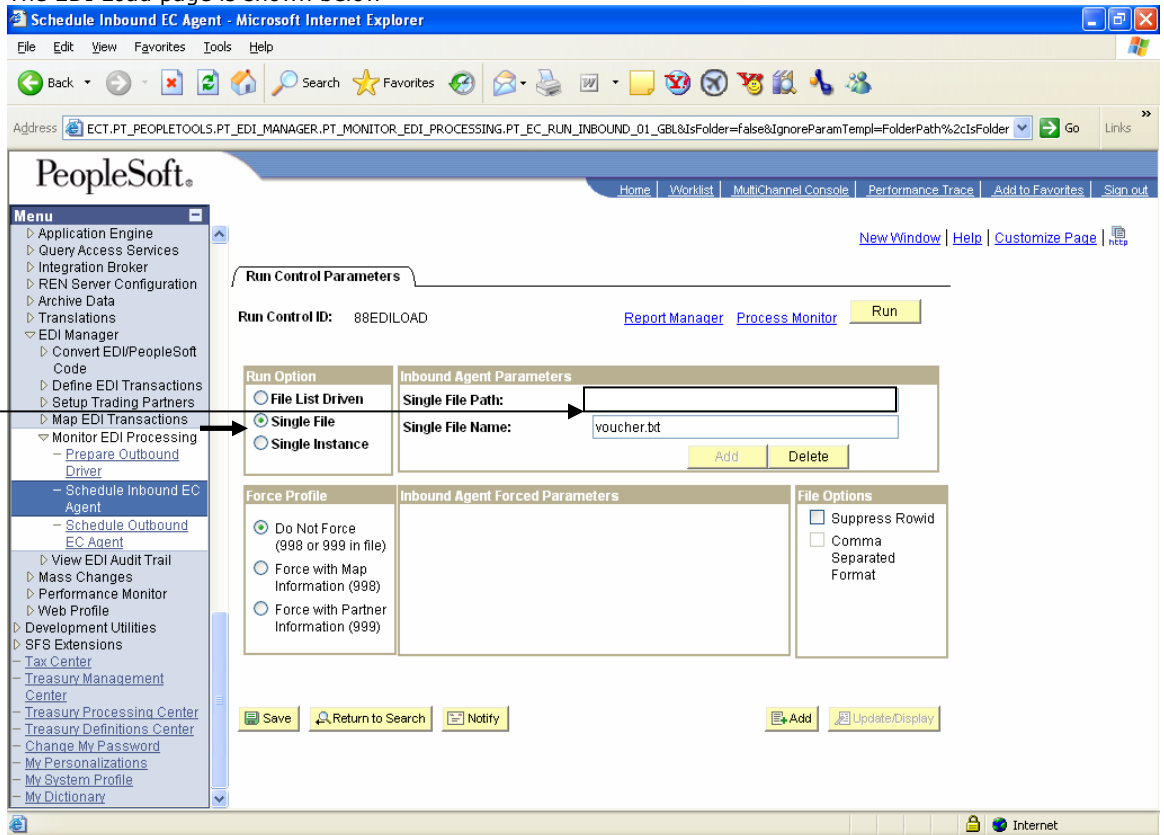 The EDI Load page is shown below
Schedule Inbound EC Agent - Microsoft Internet Explorer
File Edit View Favorites Tools Help
Back Search Favorites
Address ECT.PT_PEOPLETOOLS.PT_EDI_MANAGER.PT_MONITOR_EDI_PROCESSING.PT_EC_RUN_INBOUND_01_GBL&IsFolder=false&IgnoreParamTempl=FolderPath%2cIsFolder Go Links »
PeopleSoft®
Home Worklist MultiChannel Console Performance Trace Add to Favorites Sign out
Menu
Application Engine
Query Access Services
Integration Broker
REN Server Configuration
Archive Data
Translations
EDI Manager
Convert EDI/PeopleSoft
Code
Define EDI Transactions
Setup Trading Partners
Map EDI Transactions
Monitor EDI Processing
– Prepare Outbound
Driver
– Schedule Inbound EC
Agent
– Schedule Outbound
EC Agent
View EDI Audit Trail
Mass Changes
Performance Monitor
Web Profile
Development Utilities
SFS Extensions
– Tax Center
– Treasury Management
Center
– Treasury Processing Center
– Treasury Definitions Center
– Change My Password
– My Personalizations
– My System Profile
– My Dictionary
New Window | Help | Customize Page | http
Run Control Parameters
Run Control ID: 88EDILOAD Report Manager Process Monitor Run
Run Option
File List Driven
Single File
Single Instance
Inbound Agent Parameters
Single File Path:
Single File Name: voucher.txt
Add Delete
Force Profile
Do Not Force
(998 or 999 in file)
Force with Map
Information (998)
Force with Partner
Information (999)
Inbound Agent Forced Parameters
File Options
Suppress Rowid
Comma
Separated
Format
Save Return to Search Notify Add Update/Display
Internet